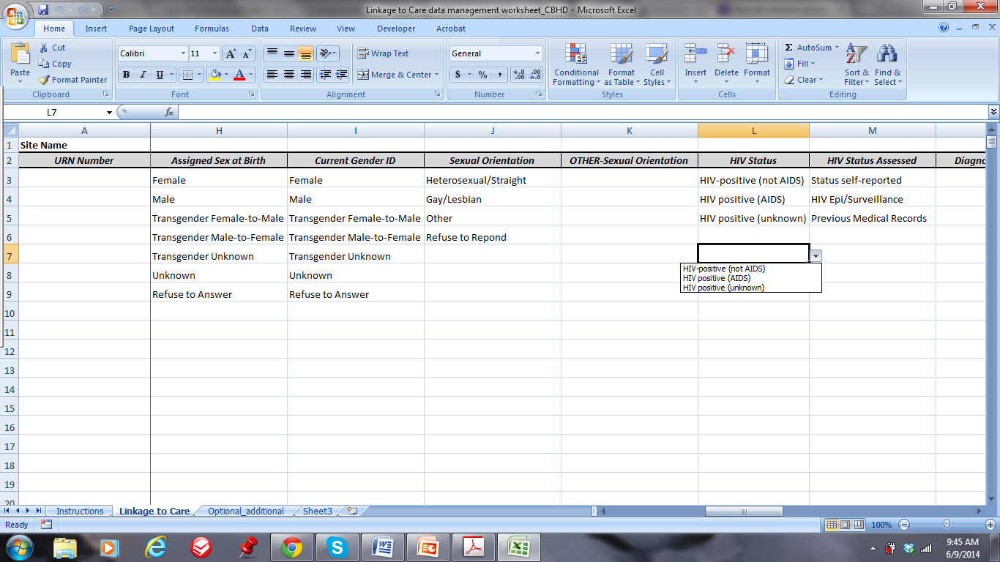 Linkage to Care data management worksheet_CBHD - Microsoft Excel
Home Insert Page Layout Formulas Data Review View Developer Acrobat
Cut
Copy
Format Painter
Paste
Clipboard
Calibri 11
B I U
Font
Wrap Text
Merge & Center
Alignment
General
$ % ,
Number
Conditional Formatting
Format as Table
Cell Styles
Styles
Insert Delete Format
Cells
Σ AutoSum
Fill
Clear
Sort & Filter
Find & Select
Editing
L7 fx
A H I J K L M
1 Site Name
2 URN Number Assigned Sex at Birth Current Gender ID Sexual Orientation OTHER-Sexual Orientation HIV Status HIV Status Assessed Diagno
3 Female Female Heterosexual/Straight HIV-positive (not AIDS) Status self-reported
4 Male Male Gay/Lesbian HIV positive (AIDS) HIV Epi/Surveillance
5 Transgender Female-to-Male Transgender Female-to-Male Other HIV positive (unknown) Previous Medical Records
6 Transgender Male-to-Female Transgender Male-to-Female Refuse to Repond
7 Transgender Unknown Transgender Unknown
HIV-positive (not AIDS)
8 Unknown Unknown
HIV positive (AIDS)
HIV positive (unknown)
9 Refuse to Answer Refuse to Answer
10
11
12
13
14
15
16
17
18
19
20
Instructions Linkage to Care Optional_additional Sheet3
Ready 100%
9:45 AM
6/9/2014